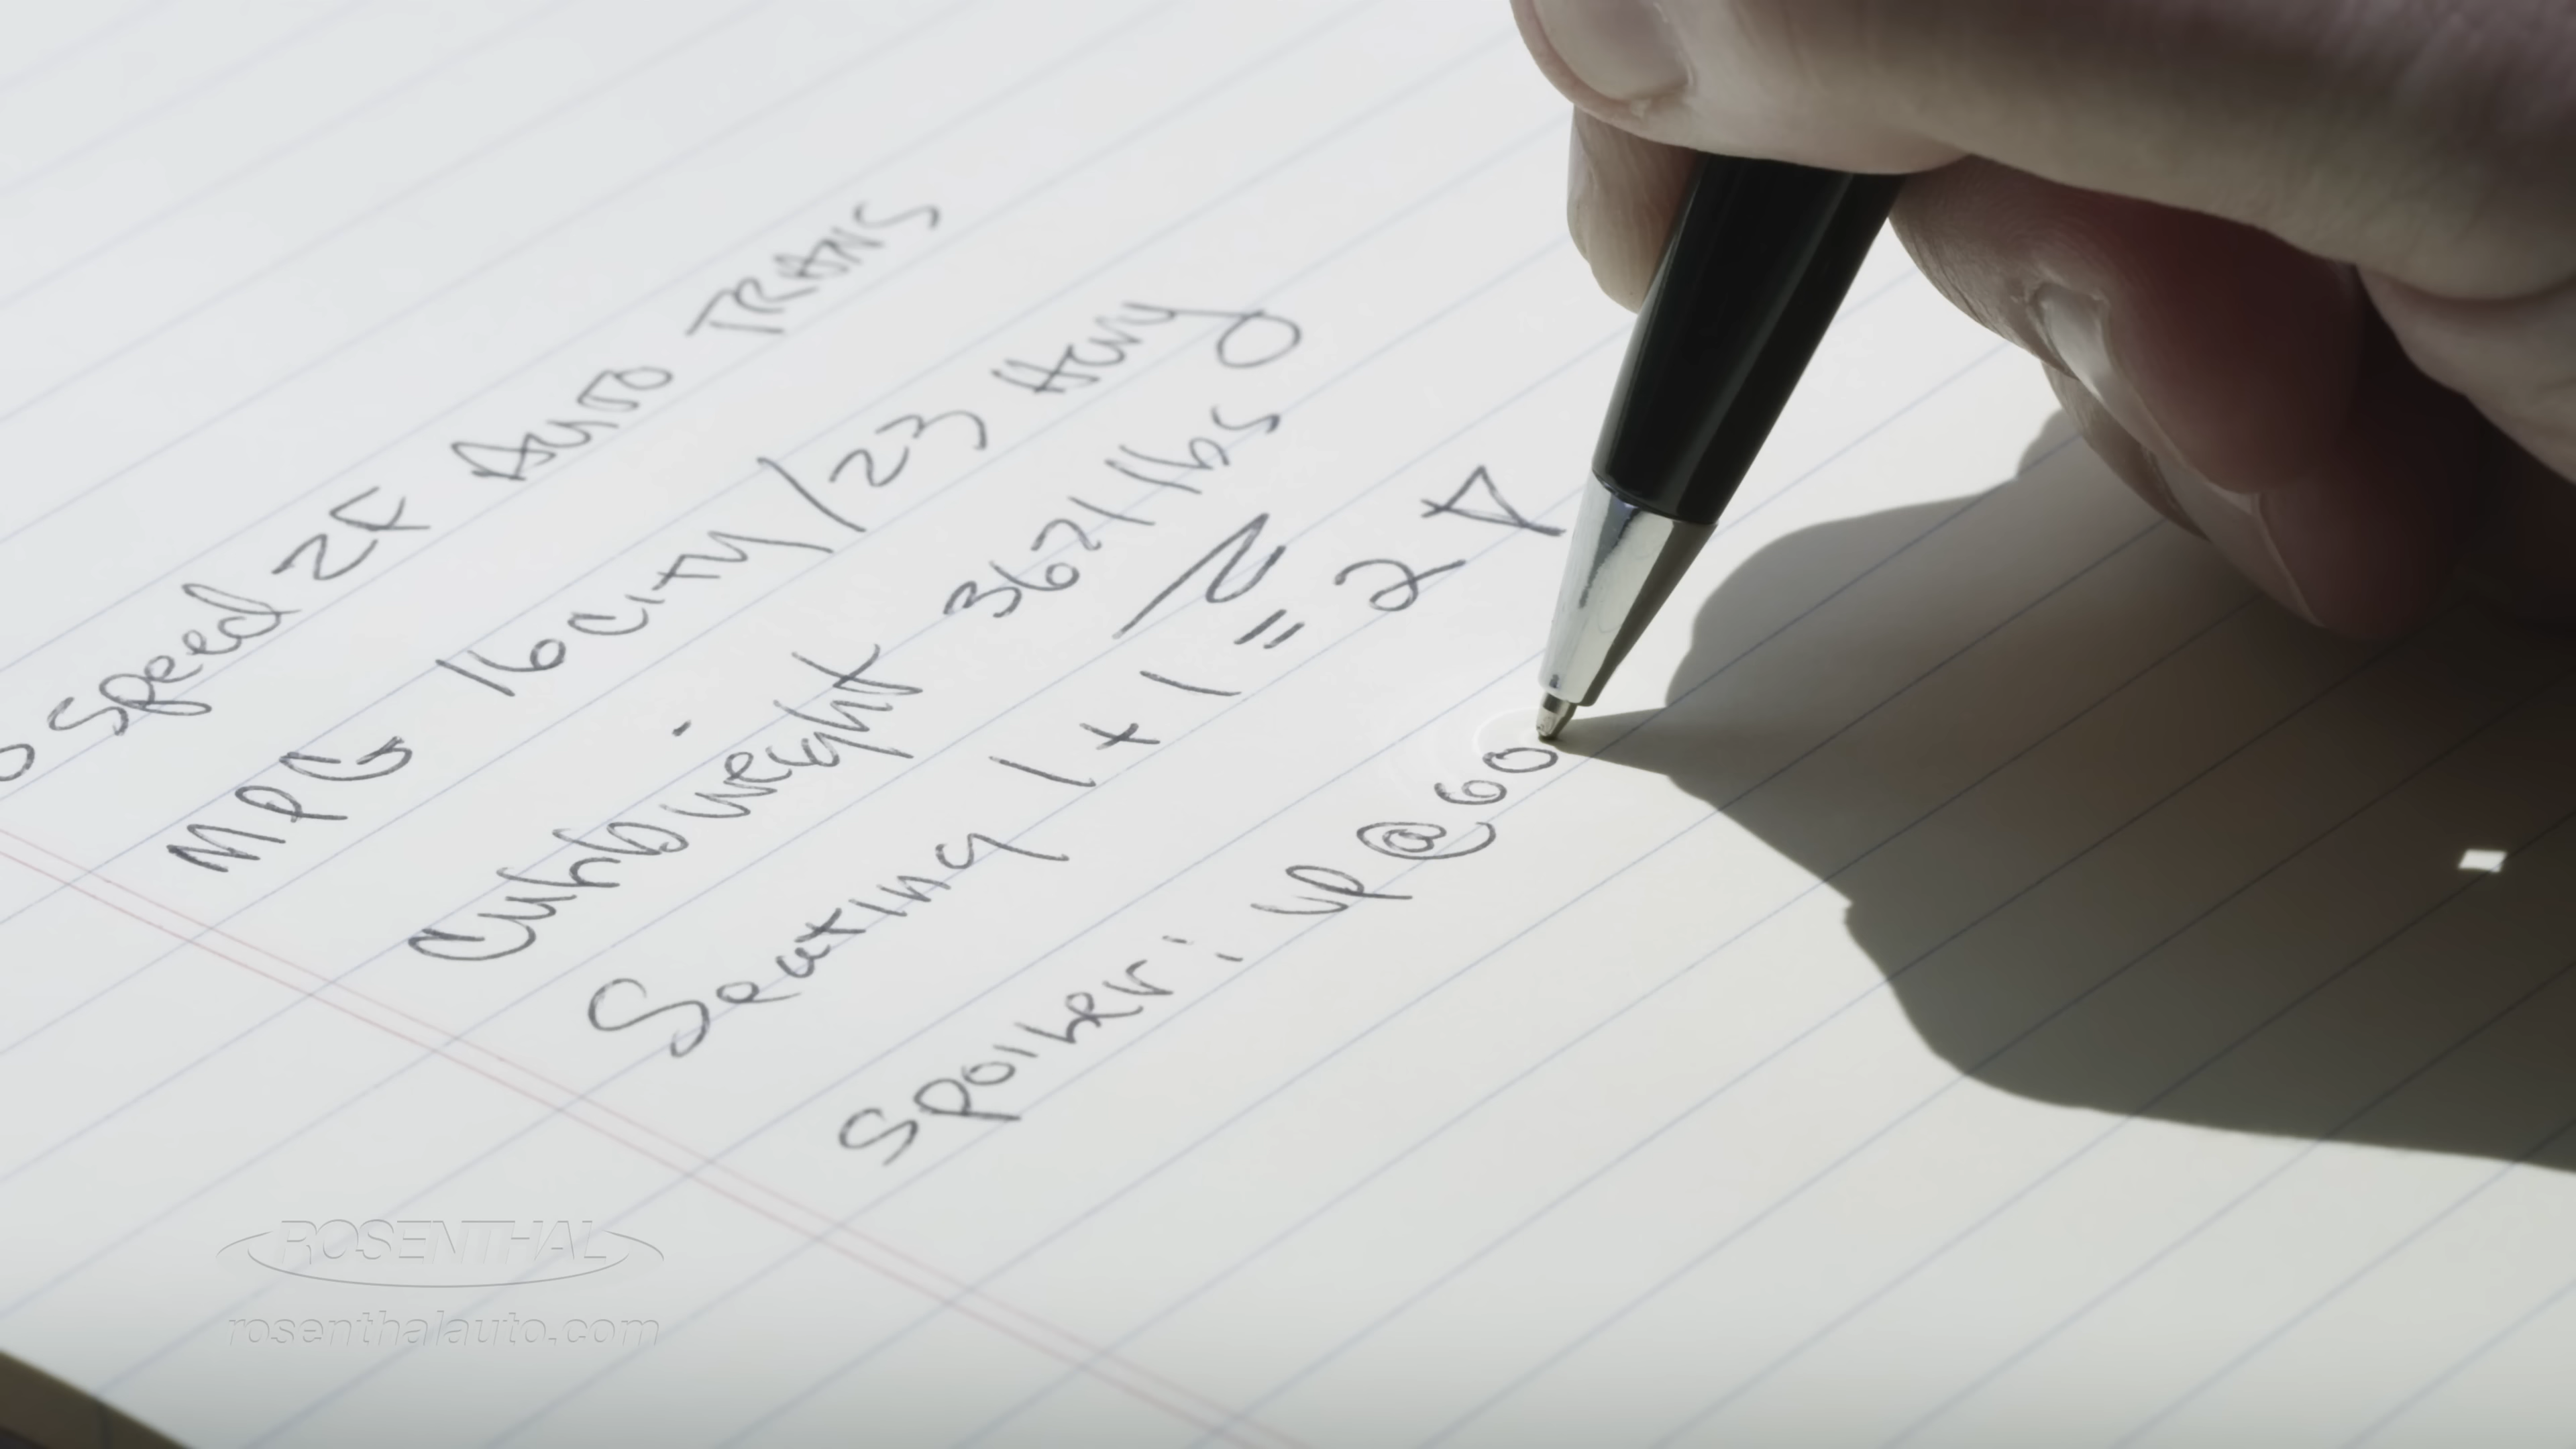 Speed ZF Auto TRANS
MPG 16 City/23 Hwy
Curb weight 3671 lbs
Seating 1 + 1 = 2
Spoiler: up @ 60
ROSENTHAL
rosenthalauto.com